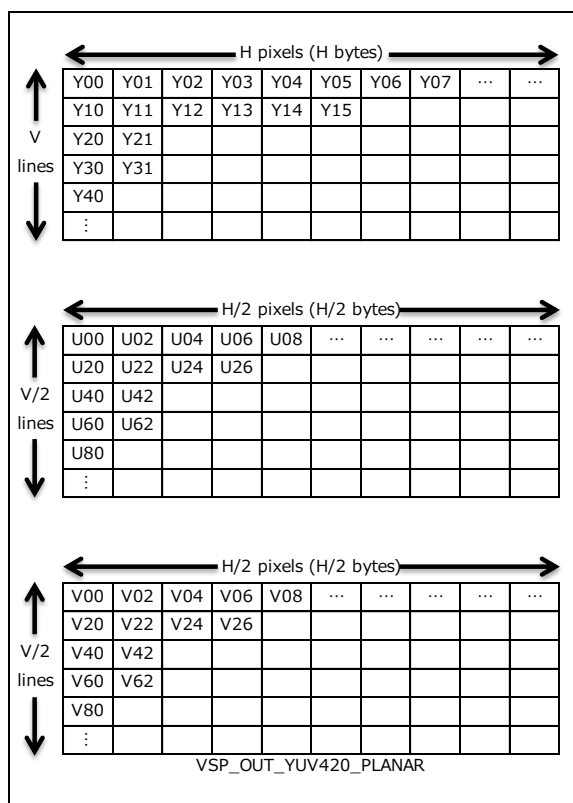 H pixels (H bytes)
Y00 Y01 Y02 Y03 Y04 Y05 Y06 Y07 … …
Y10 Y11 Y12 Y13 Y14 Y15
V
Y20 Y21
lines
Y30 Y31
Y40
⋮
H/2 pixels (H/2 bytes)
U00 U02 U04 U06 U08 … … … … …
U20 U22 U24 U26
V/2
U40 U42
lines
U60 U62
U80
⋮
H/2 pixels (H/2 bytes)
V00 V02 V04 V06 V08 … … … … …
V20 V22 V24 V26
V/2
V40 V42
lines
V60 V62
V80
⋮
VSP_OUT_YUV420_PLANAR